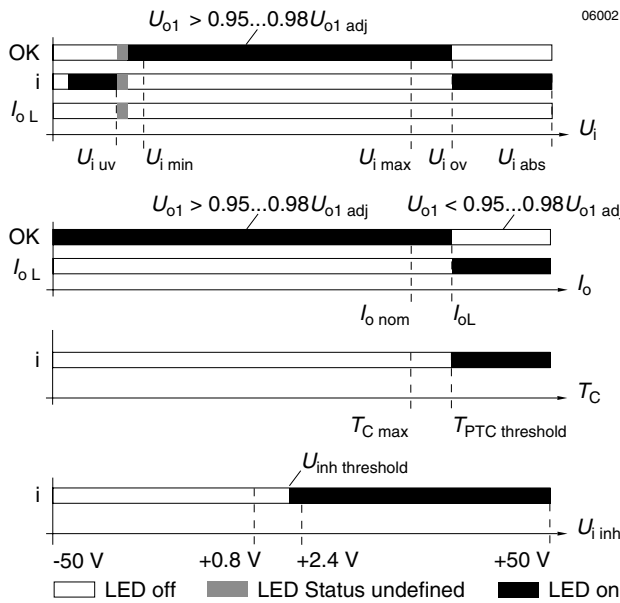 06002
U_o1 > 0.95...0.98U_o1 adj
OK
i
I_o L
U_i
U_i uv U_i min U_i max U_i ov U_i abs
U_o1 > 0.95...0.98U_o1 adj U_o1 < 0.95...0.98U_o1 adj
OK
I_o L
I_o
I_o nom I_oL
i
T_C
T_C max T_PTC threshold
U_inh threshold
i
U_i inh
-50 V +0.8 V +2.4 V +50 V
LED off LED Status undefined LED on